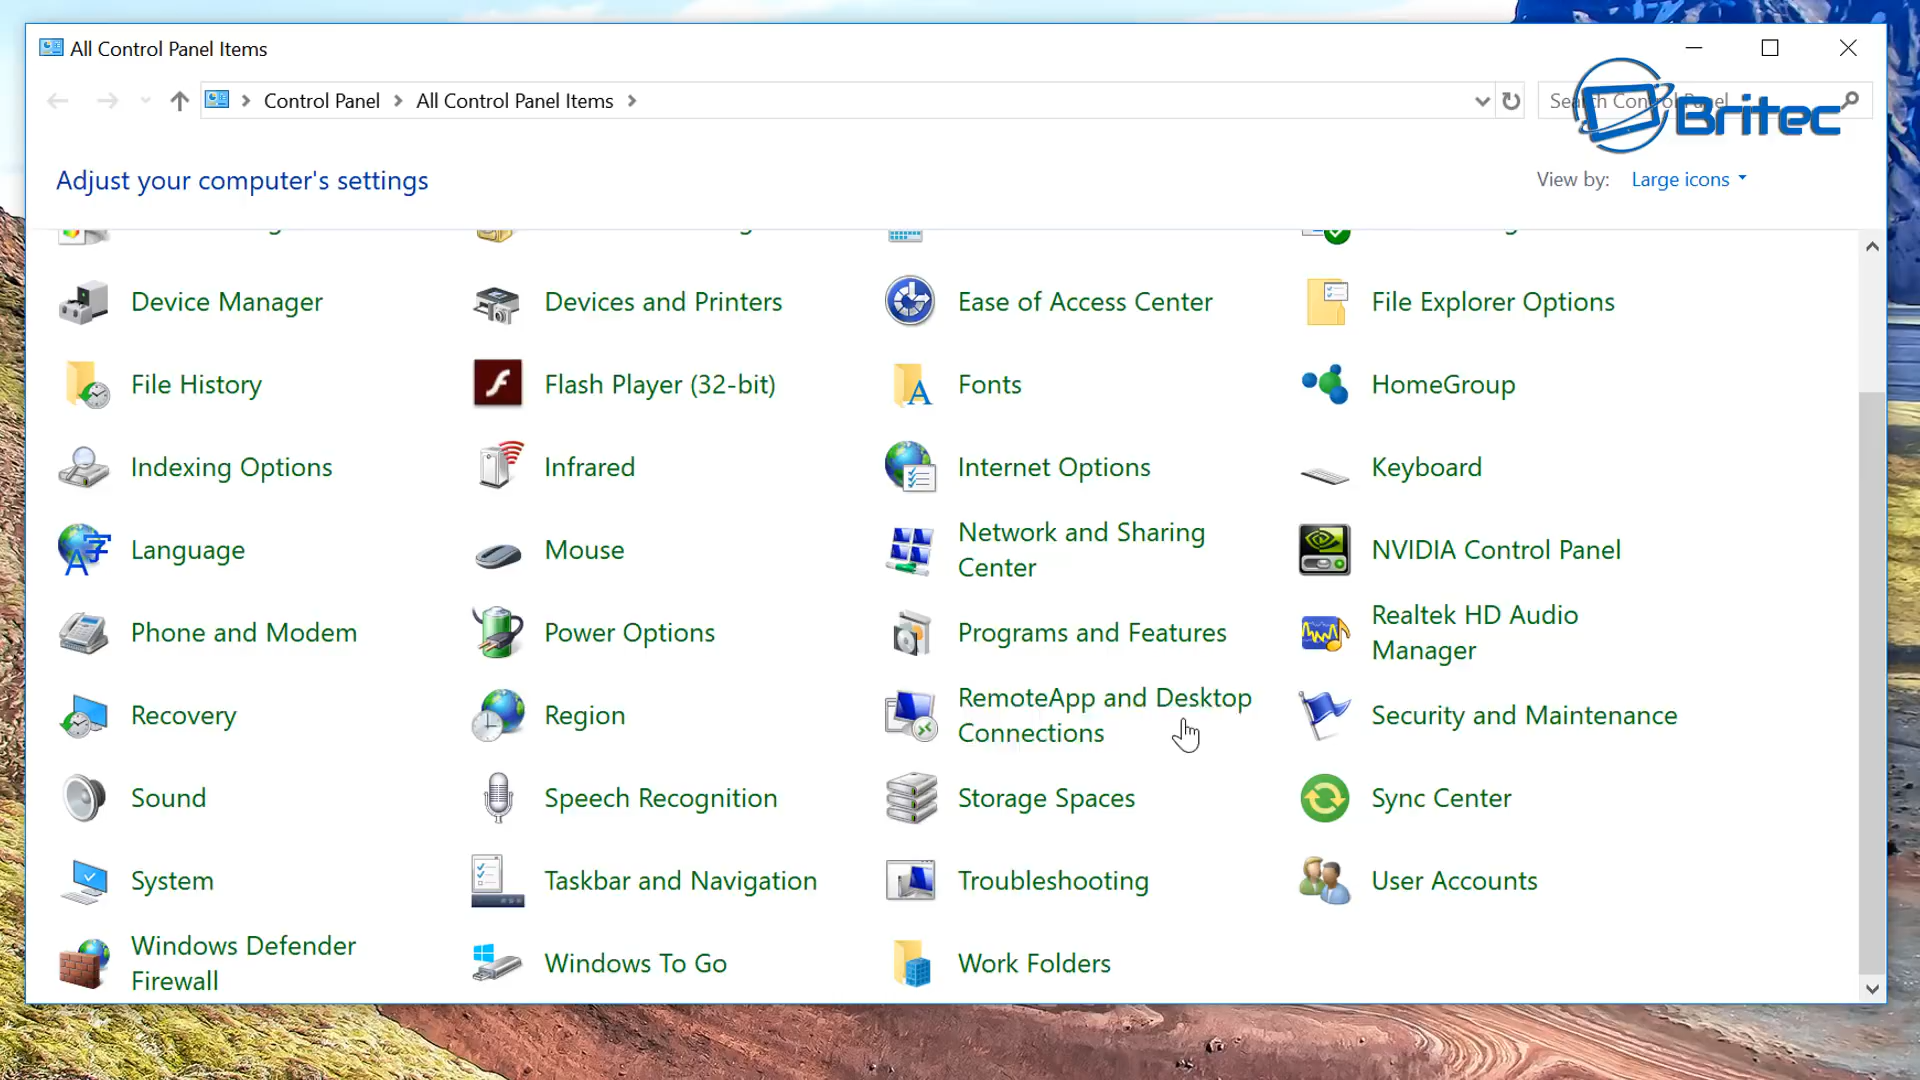 All Control Panel Items
Control Panel
All Control Panel Items
Search Control Panel
Britec
Adjust your computer's settings
View by:
Large icons
Device Manager
Devices and Printers
Ease of Access Center
File Explorer Options
File History
Flash Player (32-bit)
Fonts
HomeGroup
Indexing Options
Infrared
Internet Options
Keyboard
Language
Mouse
Network and Sharing
Center
NVIDIA Control Panel
Phone and Modem
Power Options
Programs and Features
Realtek HD Audio
Manager
Recovery
Region
RemoteApp and Desktop
Connections
Security and Maintenance
Sound
Speech Recognition
Storage Spaces
Sync Center
System
Taskbar and Navigation
Troubleshooting
User Accounts
Windows Defender
Firewall
Windows To Go
Work Folders